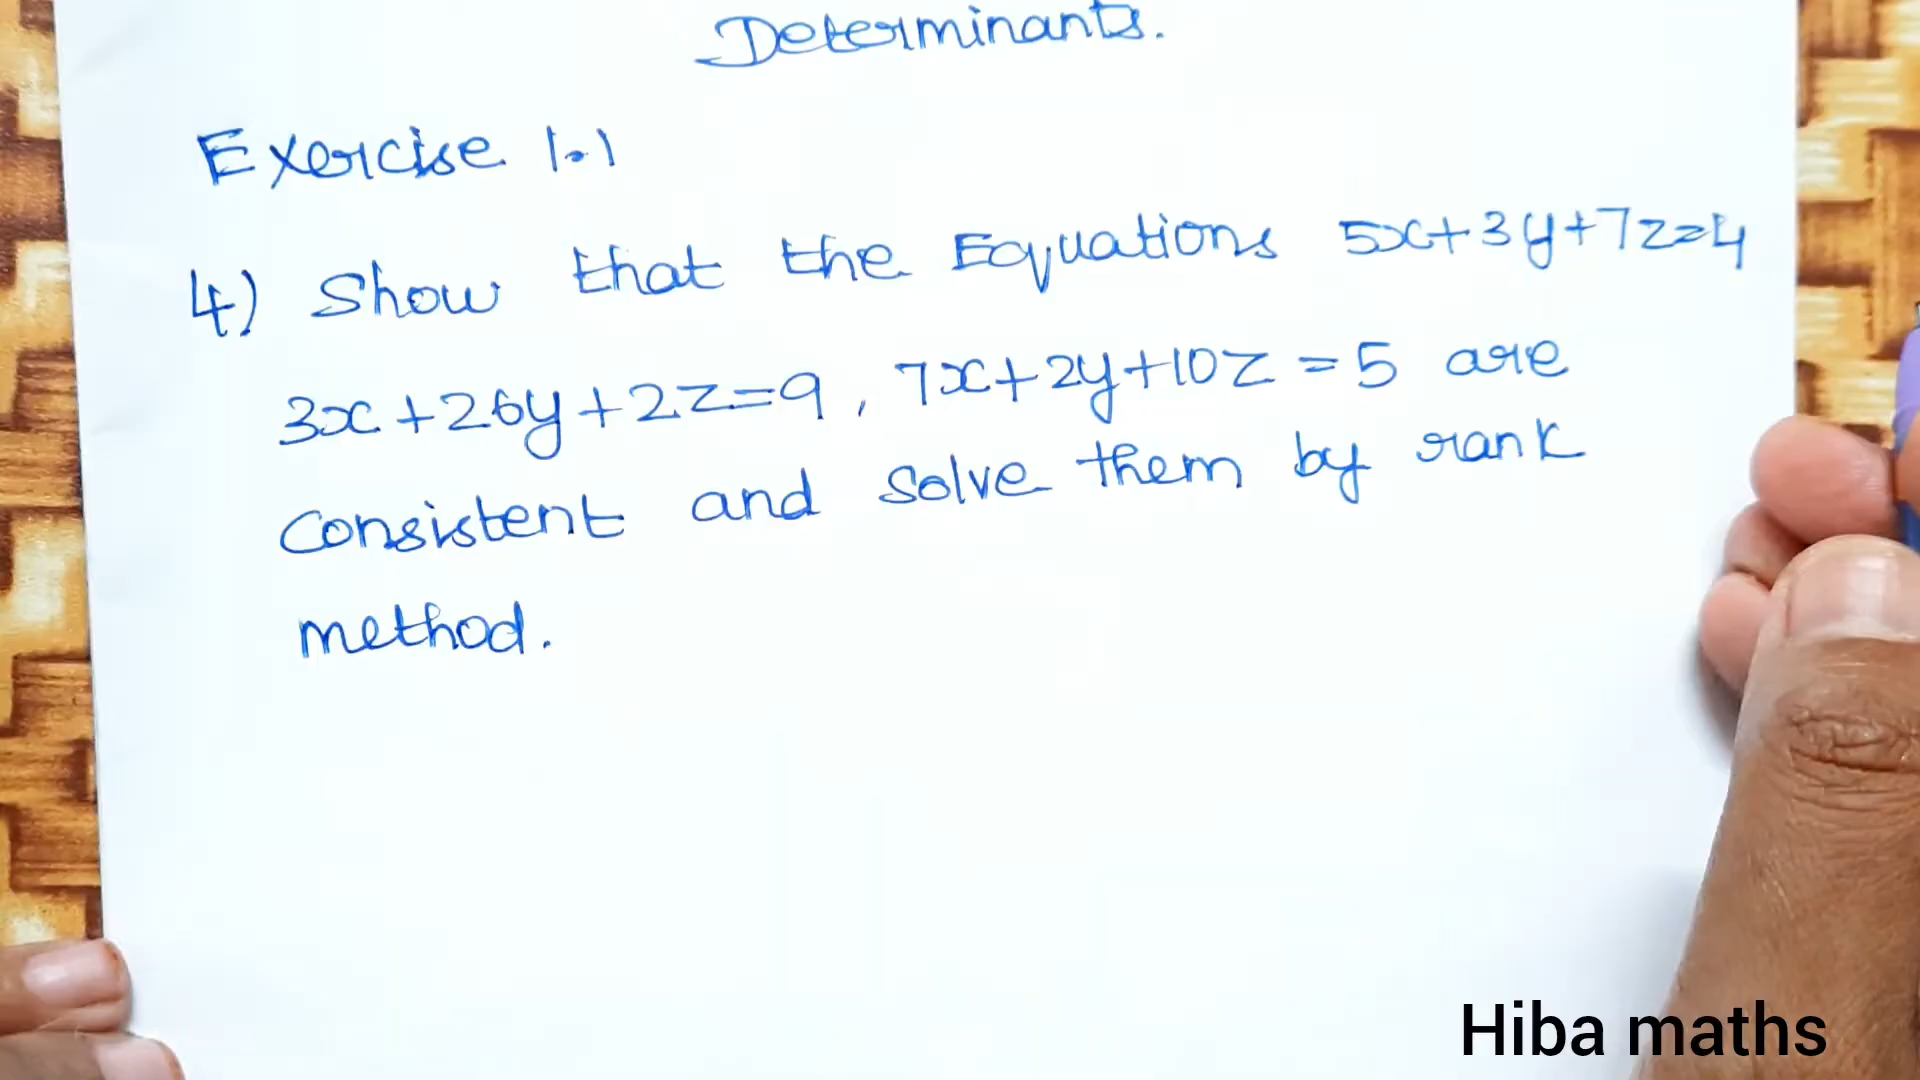 Determinants.
Exercise 1.1
4) Show that the Equations 5x+3y+7z=4
3x+26y+2z=9, 7x+2y+10z=5 are
consistent and solve them by rank
method.
Hiba maths